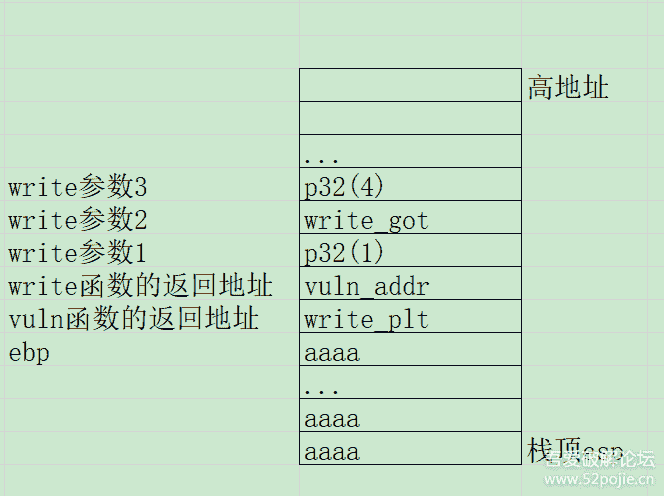 高地址
...
write参数3 p32(4)
write参数2 write_got
write参数1 p32(1)
write函数的返回地址 vuln_addr
vuln函数的返回地址 write_plt
ebp aaaa
...
aaaa
aaaa 栈顶esp
吾爱破解论坛
www.52pojie.cn